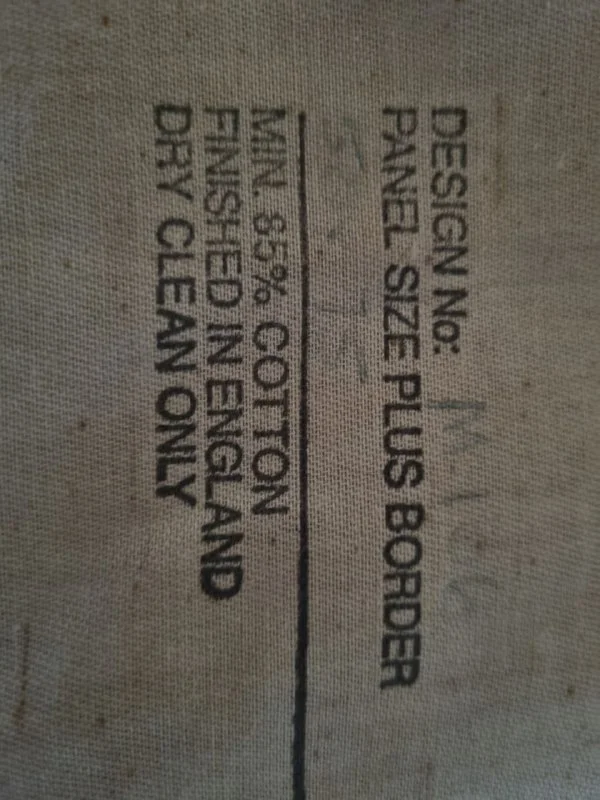 DESIGN No:
PANEL SIZE PLUS BORDER
MIN. 85% COTTON
FINISHED IN ENGLAND
DRY CLEAN ONLY